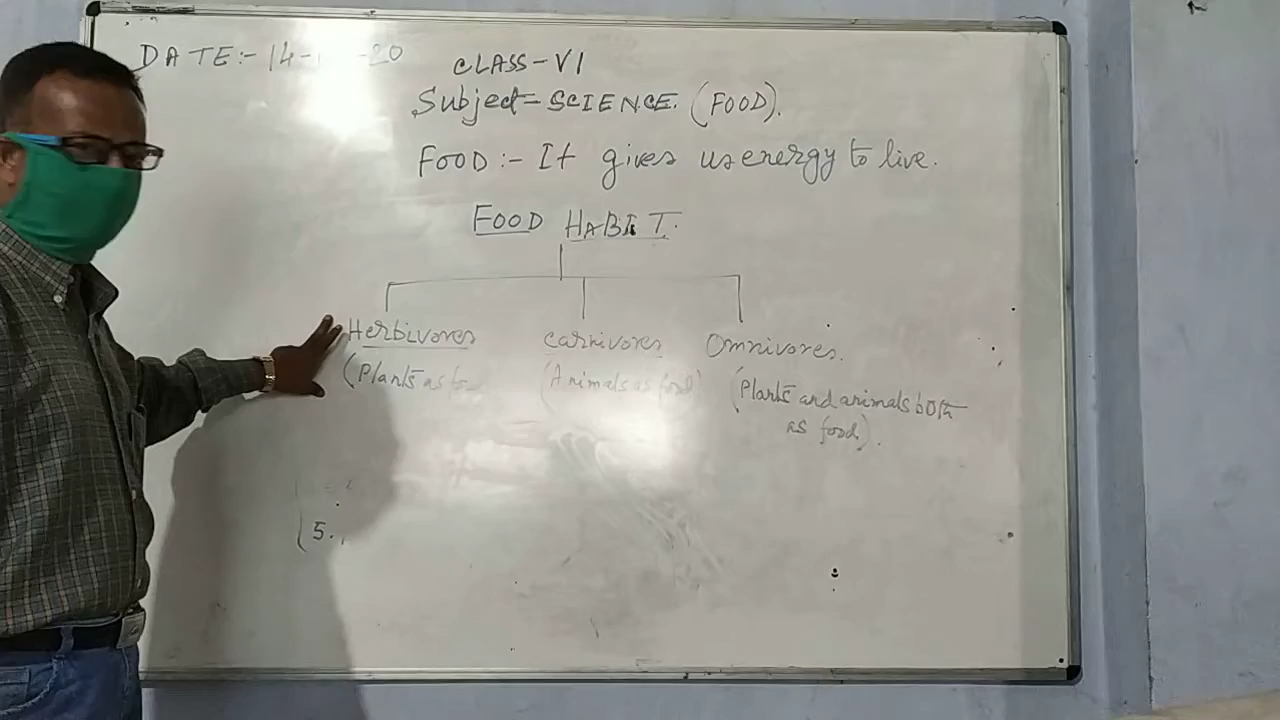 DATE:- 14- -20
CLASS-VI
Subject= SCIENCE. (FOOD).
FOOD :- It gives us energy to live.
FOOD HABIT.
Herbivores carnivores Omnivores.
(Plants as (Animals as food) (Plants and animals both
as food).
(5.